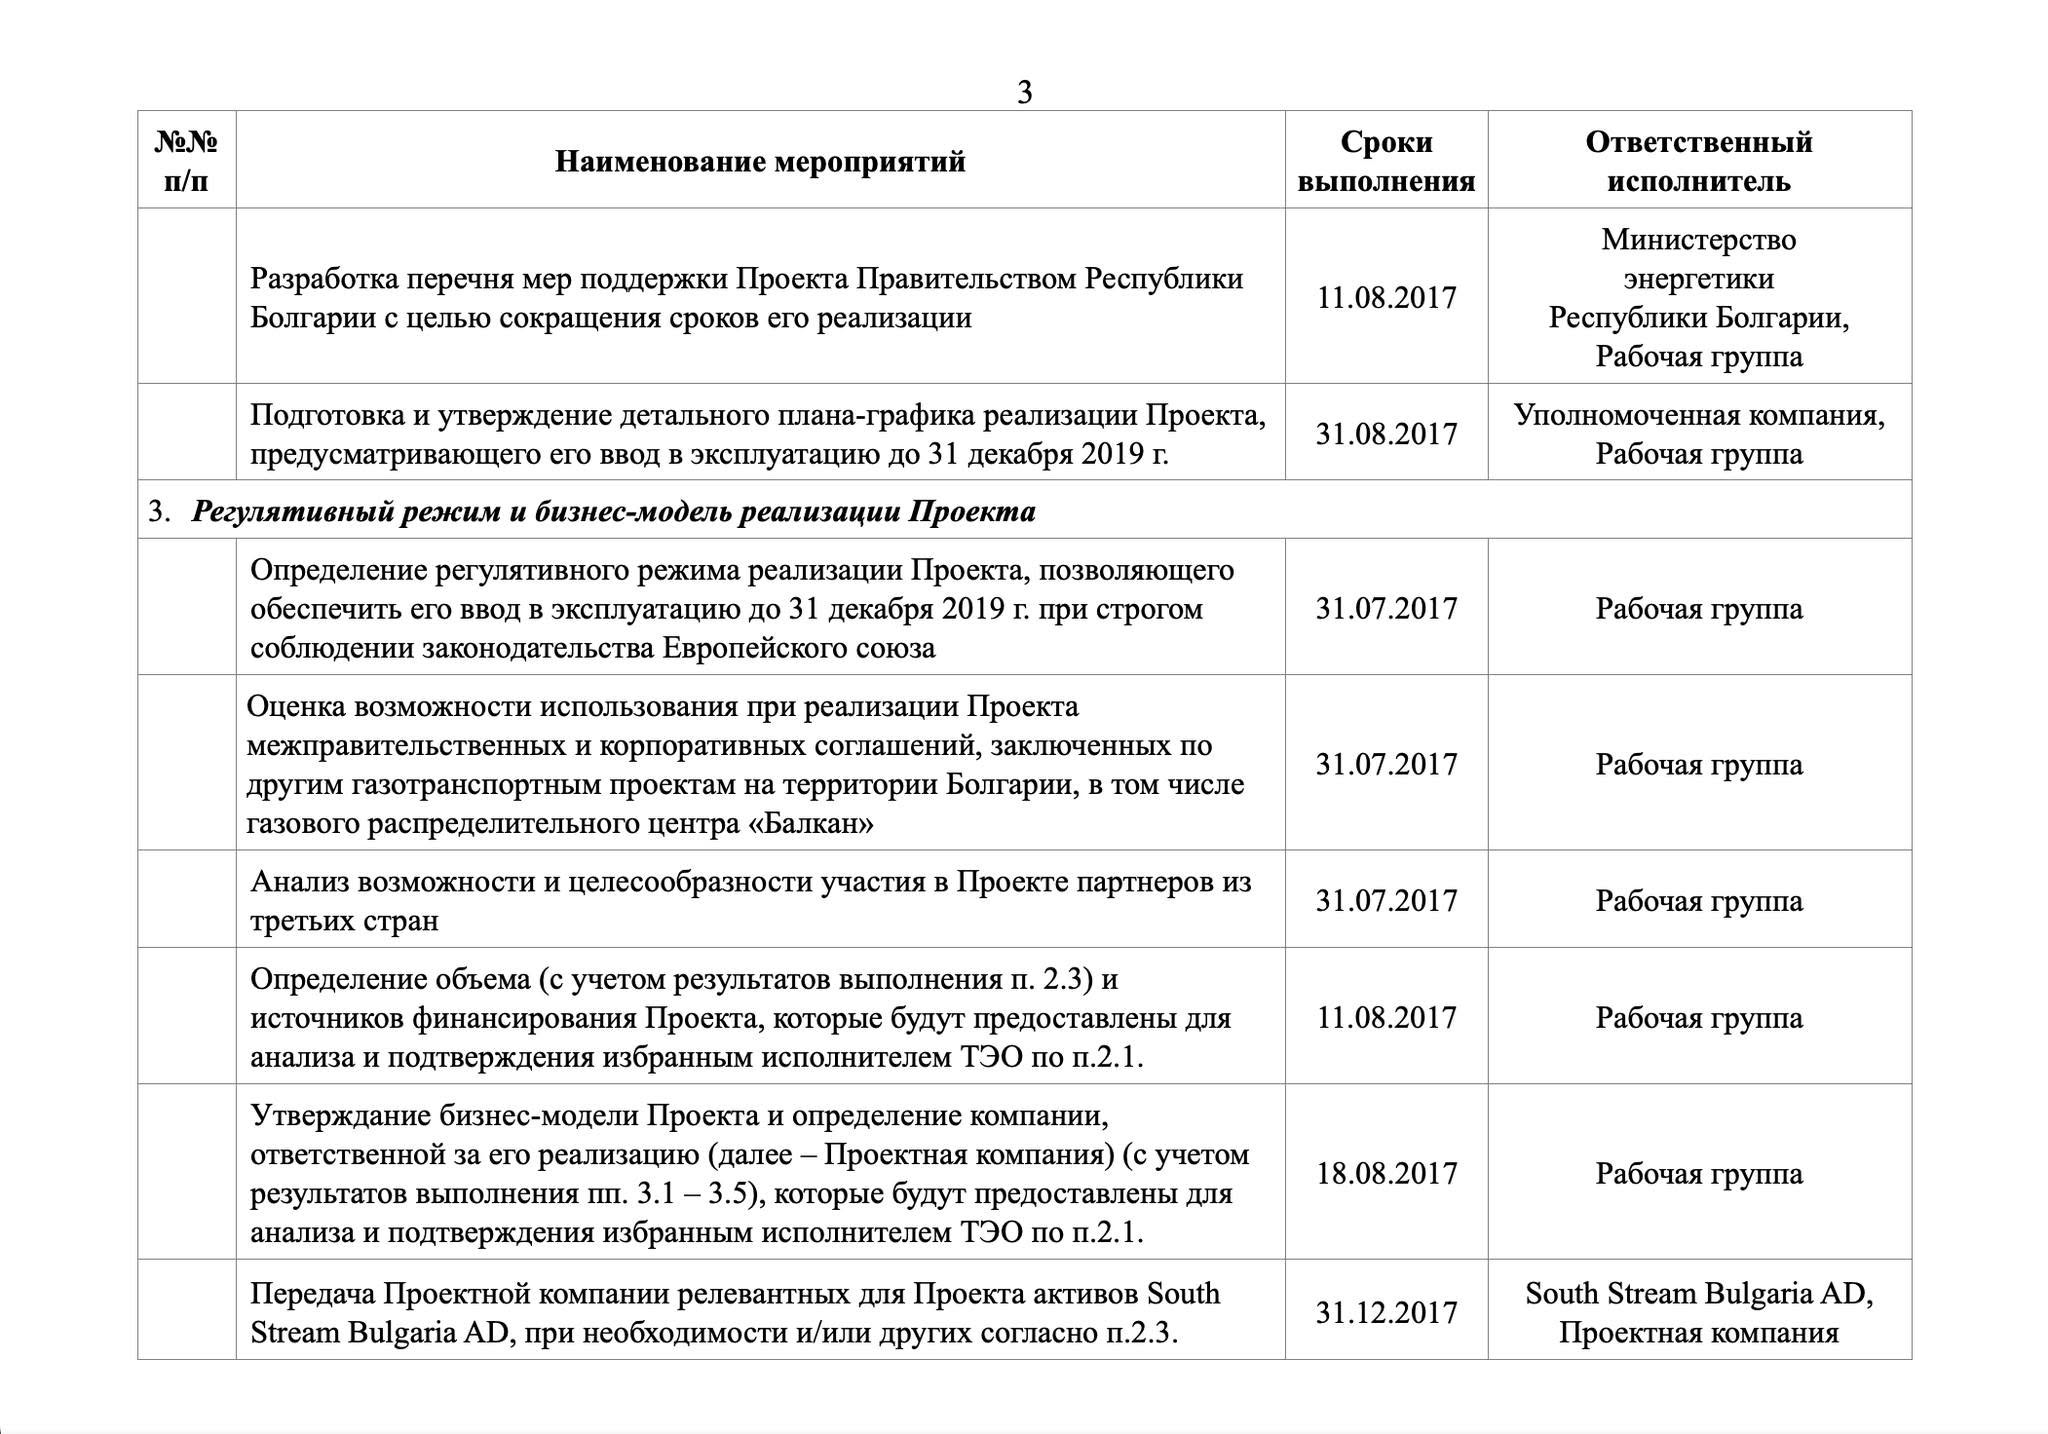 3
№№
п/п
Наименование мероприятий
Сроки
выполнения
Ответственный
исполнитель
Разработка перечня мер поддержки Проекта Правительством Республики
Болгарии с целью сокращения сроков его реализации
11.08.2017
Министерство
энергетики
Республики Болгарии,
Рабочая группа
Подготовка и утверждение детального плана-графика реализации Проекта,
предусматривающего его ввод в эксплуатацию до 31 декабря 2019 г.
31.08.2017
Уполномоченная компания,
Рабочая группа
3. Регулятивный режим и бизнес-модель реализации Проекта
Определение регулятивного режима реализации Проекта, позволяющего
обеспечить его ввод в эксплуатацию до 31 декабря 2019 г. при строгом
соблюдении законодательства Европейского союза
31.07.2017
Рабочая группа
Оценка возможности использования при реализации Проекта
межправительственных и корпоративных соглашений, заключенных по
другим газотранспортным проектам на территории Болгарии, в том числе
газового распределительного центра «Балкан»
31.07.2017
Рабочая группа
Анализ возможности и целесообразности участия в Проекте партнеров из
третьих стран
31.07.2017
Рабочая группа
Определение объема (с учетом результатов выполнения п. 2.3) и
источников финансирования Проекта, которые будут предоставлены для
анализа и подтверждения избранным исполнителем ТЭО по п.2.1.
11.08.2017
Рабочая группа
Утверждание бизнес-модели Проекта и определение компании,
ответственной за его реализацию (далее – Проектная компания) (с учетом
результатов выполнения пп. 3.1 – 3.5), которые будут предоставлены для
анализа и подтверждения избранным исполнителем ТЭО по п.2.1.
18.08.2017
Рабочая группа
Передача Проектной компании релевантных для Проекта активов South
Stream Bulgaria AD, при необходимости и/или других согласно п.2.3.
31.12.2017
South Stream Bulgaria AD,
Проектная компания